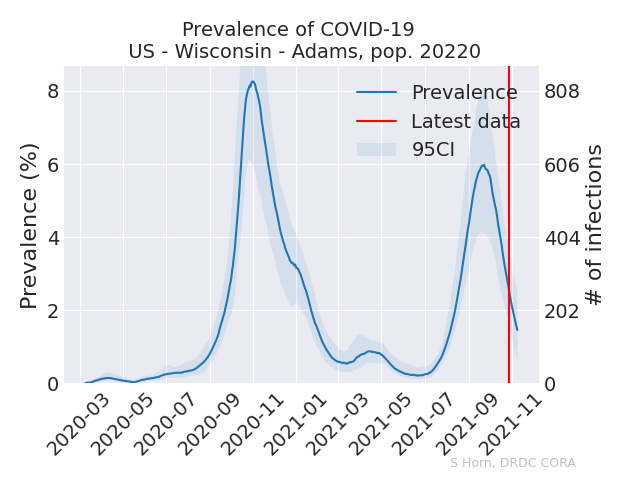 Prevalence of COVID-19
US - Wisconsin - Adams, pop. 20220
Prevalence (%)
8
6
4
2
0
808
606
404
202
0
# of infections
Prevalence
Latest data
95CI
2020-03
2020-05
2020-07
2020-09
2020-11
2021-01
2021-03
2021-05
2021-07
2021-09
2021-11
S Horn, DRDC CORA